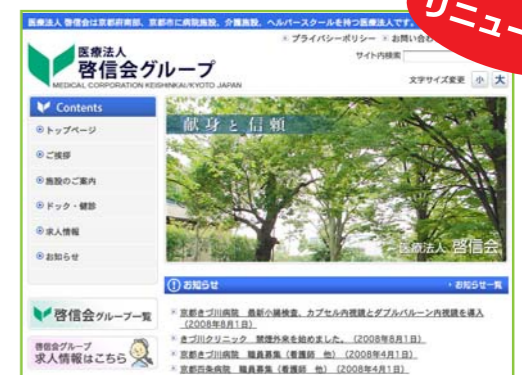 医療法人 啓信会は京都府南部、京都市に病院施設、介護施設、ヘルパースクールを持つ医療法人です。
リニュー
プライバシーポリシー
お問い合わせ
医療法人
啓信会グループ
MEDICAL CORPORATION KEISHINKAI/KYOTO JAPAN
サイト内検索
文字サイズ変更 小 大
Contents
トップページ
ご挨拶
施設のご案内
ドック・健診
求人情報
お知らせ
献身と信頼
医療法人 啓信会
お知らせ
お知らせ一覧
京都きづ川病院 最新小腸検査、カプセル内視鏡とダブルバルーン内視鏡を導入
(2008年8月1日)
きづ川クリニック 禁煙外来を始めました。 (2008年8月1日)
京都きづ川病院 職員募集(看護師 他) (2008年4月1日)
京都四条病院 職員募集(看護師 他) (2008年4月1日)
啓信会グループ一覧
啓信会グループ
求人情報はこちら